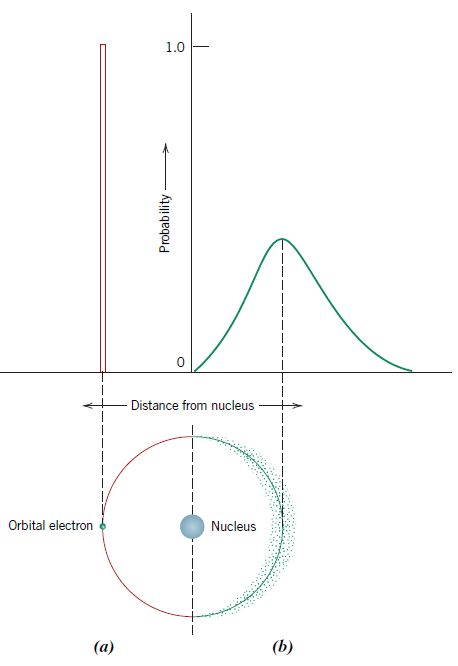 1.0
Probability
0
Distance from nucleus
Orbital electron
Nucleus
(a)
(b)